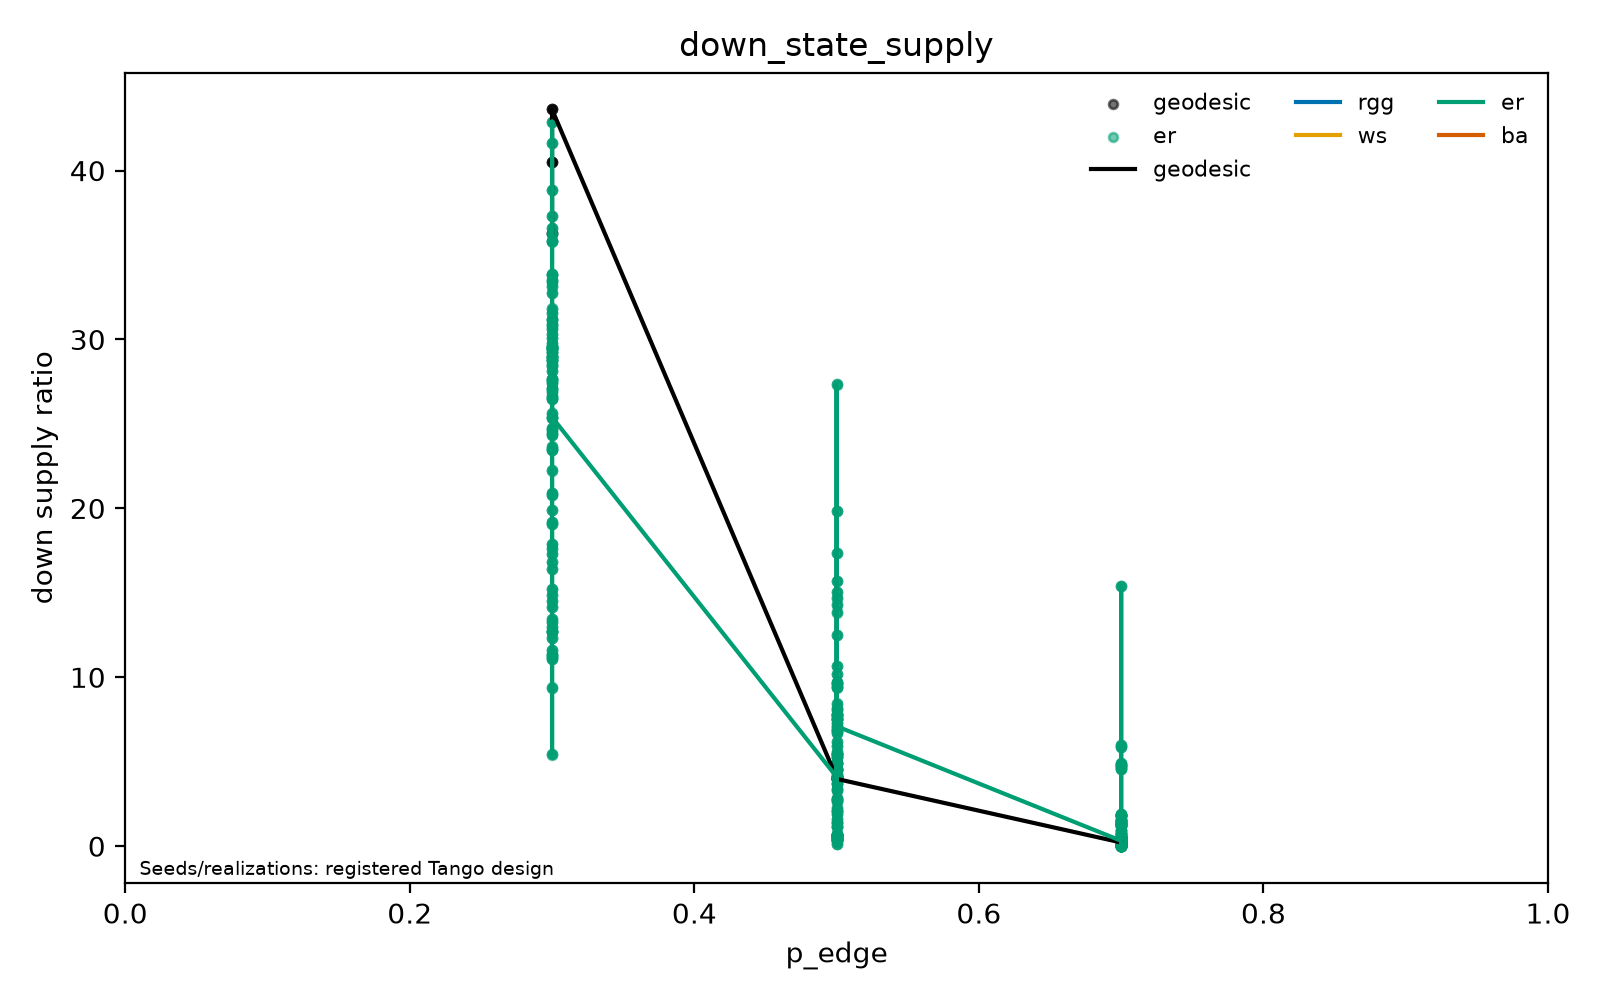 down_state_supply
geodesic
er
geodesic
rgg
ws
er
ba
down supply ratio
40
30
20
10
0
Seeds/realizations: registered Tango design
0.0 0.2 0.4 0.6 0.8 1.0
p_edge